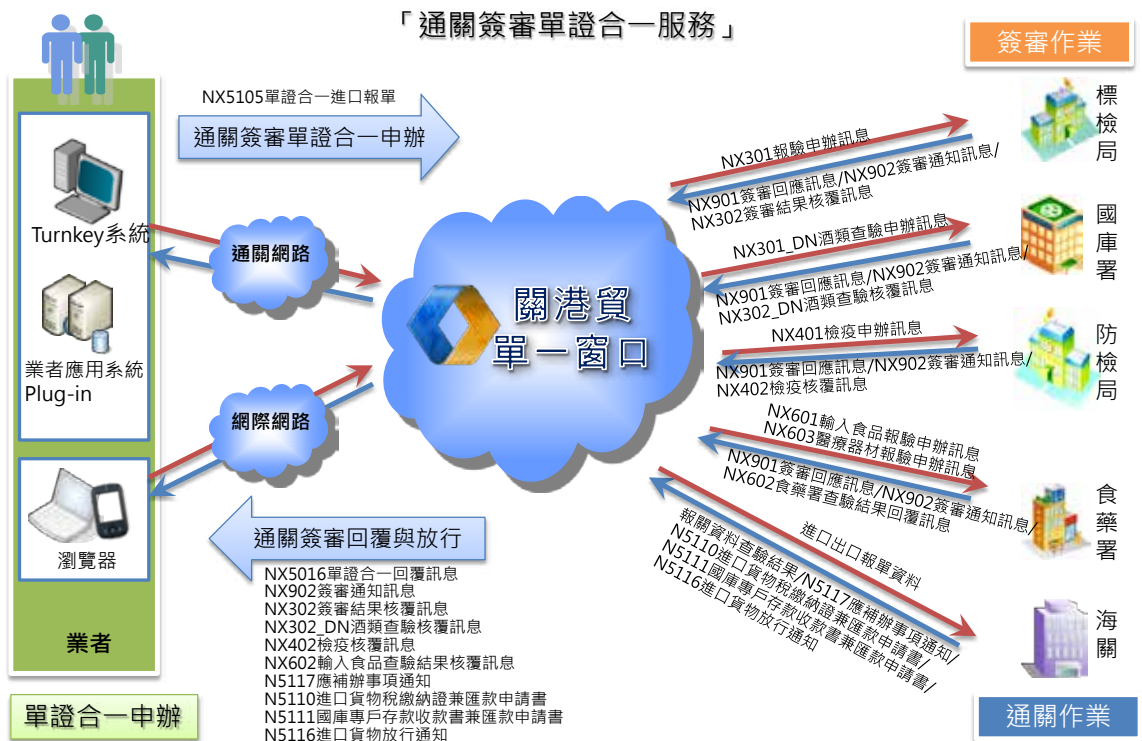 「通關簽審單證合一服務」
簽審作業
NX5105單證合一進口報單
通關簽審單證合一申辦
Turnkey系統
業者應用系統
Plug-in
瀏覽器
業者
單證合一申辦
通關網路
網際網路
關港貿
單一窗口
NX301報驗申辦訊息
NX901簽審回應訊息/NX902簽審通知訊息/
NX302簽審結果核覆訊息
標檢局
NX301_DN酒類查驗申辦訊息
NX901簽審回應訊息/NX902簽審通知訊息/
NX302_DN酒類查驗核覆訊息
國庫署
NX401檢疫申辦訊息
NX901簽審回應訊息/NX902簽審通知訊息/
NX402檢疫核覆訊息
防檢局
NX601輸入食品報驗申辦訊息
NX603醫療器材報驗申辦訊息
NX901簽審回應訊息/NX902簽審通知訊息/
NX602食藥署查驗結果回覆訊息
食藥署
進口出口報單資料
報關資料查驗結果/N5117應補辦事項通知/
N5110進口貨物稅繳納證兼匯款申請書/
N5111國庫專戶存款收款書兼匯款申請書/
N5116進口貨物放行通知
海關
通關簽審回覆與放行
NX5016單證合一回覆訊息
NX902簽審通知訊息
NX302簽審結果核覆訊息
NX302_DN酒類查驗核覆訊息
NX402檢疫核覆訊息
NX602輸入食品查驗結果核覆訊息
N5117應補辦事項通知
N5110進口貨物稅繳納證兼匯款申請書
N5111國庫專戶存款收款書兼匯款申請書
N5116進口貨物放行通知
通關作業